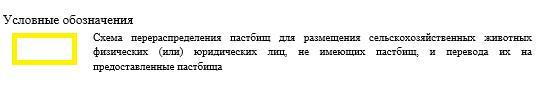 Условные обозначения
Схема перераспределения пастбищ для размещения сельскохозяйственных животных
физических (или) юридических лиц, не имеющих пастбищ, и перевода их на
предоставленные пастбища